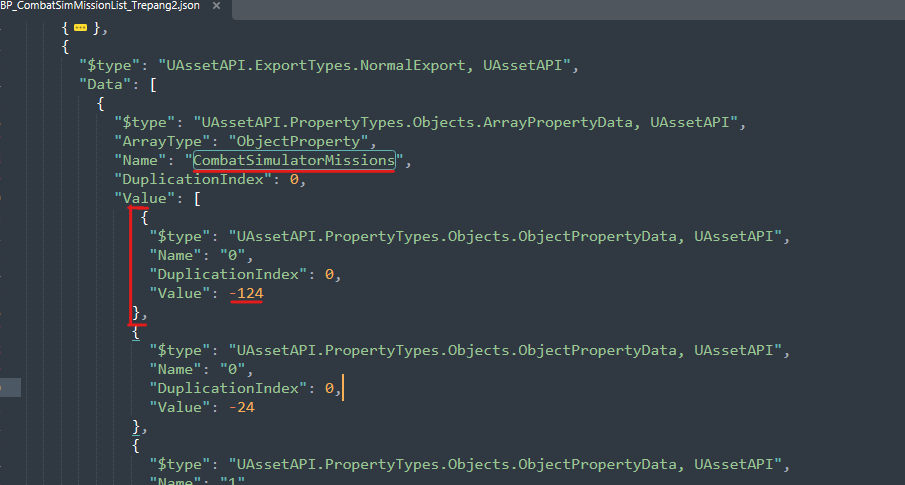 BP_CombatSimMissionList_Trepang2.json ×
{ ... },
{
"$type": "UAssetAPI.ExportTypes.NormalExport, UAssetAPI",
"Data": [
{
"$type": "UAssetAPI.PropertyTypes.Objects.ArrayPropertyData, UAssetAPI",
"ArrayType": "ObjectProperty",
"Name": "CombatSimulatorMissions",
"DuplicationIndex": 0,
"Value": [
{
"$type": "UAssetAPI.PropertyTypes.Objects.ObjectPropertyData, UAssetAPI",
"Name": "0",
"DuplicationIndex": 0,
"Value": -124
},
{
"$type": "UAssetAPI.PropertyTypes.Objects.ObjectPropertyData, UAssetAPI",
"Name": "0",
"DuplicationIndex": 0,
"Value": -24
},
{
"$type": "UAssetAPI.PropertyTypes.Objects.ObjectPropertyData, UAssetAPI",
"Name": "1"